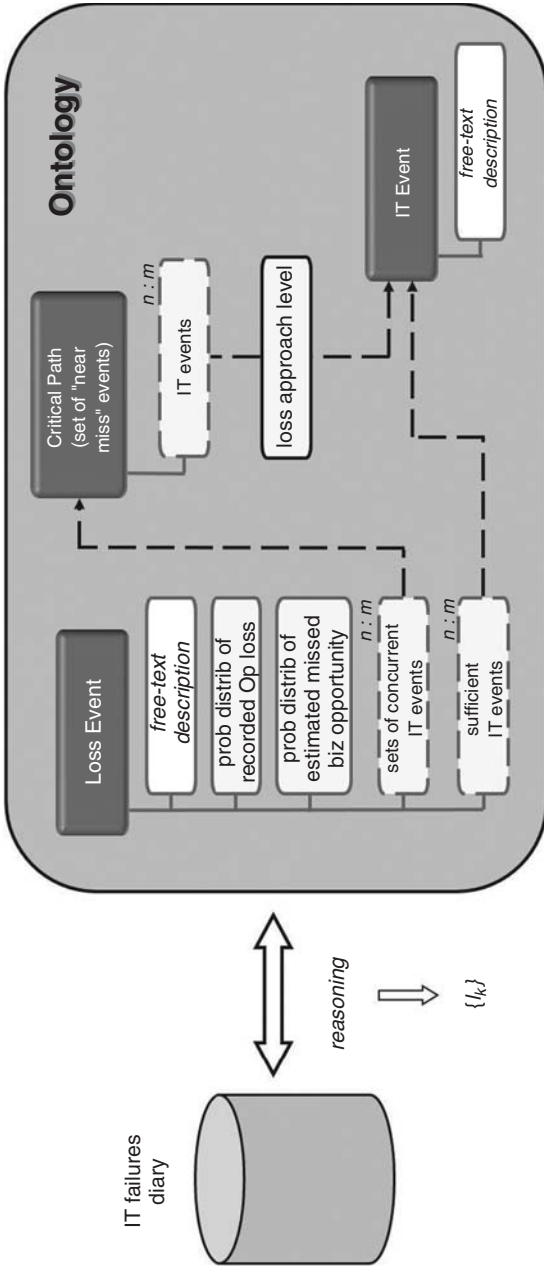 IT failures
diary
reasoning
{I_k}
Ontology
Loss Event
free-text
description
prob distrib of
recorded Op loss
prob distrib of
estimated missed
biz opportunity
n : m
sets of concurrent
IT events
n : m
sufficient
IT events
Critical Path
(set of "near
miss" events)
n : m
IT events
loss approach level
IT Event
free-text
description